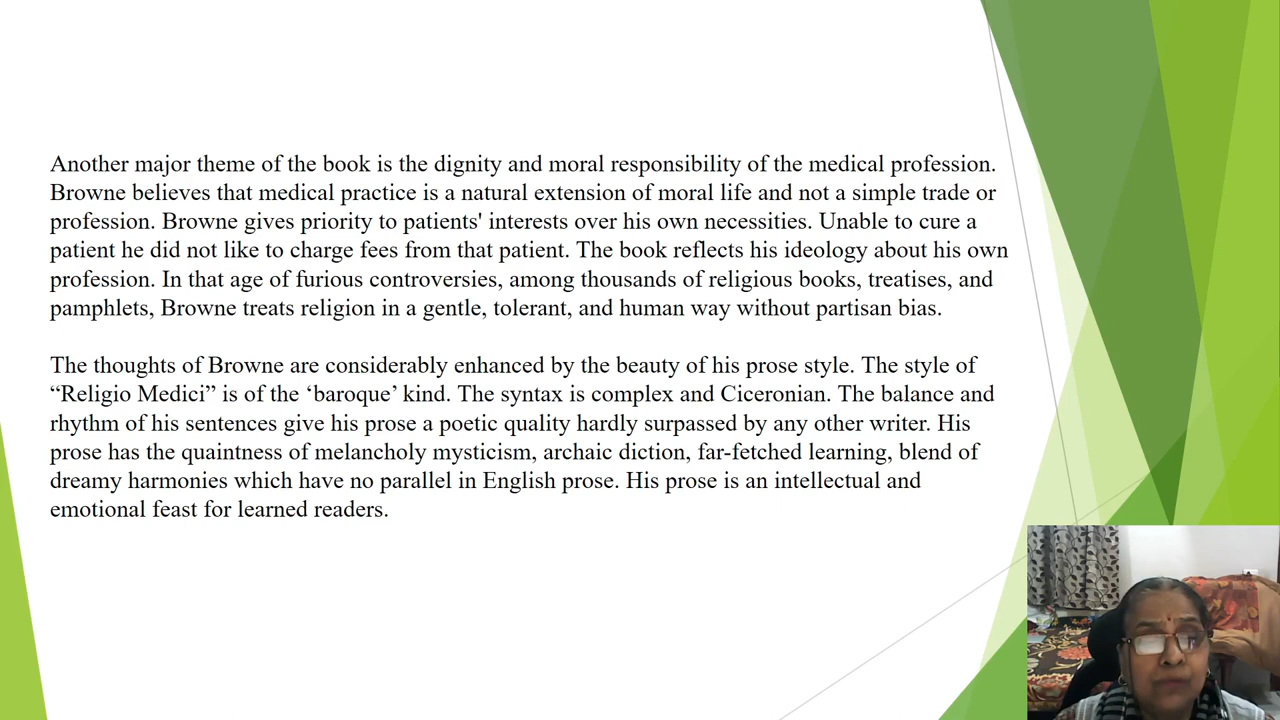 Another major theme of the book is the dignity and moral responsibility of the medical profession.
Browne believes that medical practice is a natural extension of moral life and not a simple trade or
profession. Browne gives priority to patients' interests over his own necessities. Unable to cure a
patient he did not like to charge fees from that patient. The book reflects his ideology about his own
profession. In that age of furious controversies, among thousands of religious books, treatises, and
pamphlets, Browne treats religion in a gentle, tolerant, and human way without partisan bias.
The thoughts of Browne are considerably enhanced by the beauty of his prose style. The style of
“Religio Medici” is of the ‘baroque’ kind. The syntax is complex and Ciceronian. The balance and
rhythm of his sentences give his prose a poetic quality hardly surpassed by any other writer. His
prose has the quaintness of melancholy mysticism, archaic diction, far-fetched learning, blend of
dreamy harmonies which have no parallel in English prose. His prose is an intellectual and
emotional feast for learned readers.